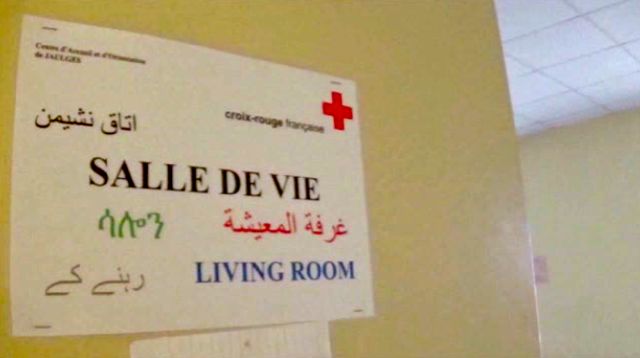 Centre d'Accueil et d'Orientation
de JAULGES
croix-rouge française
اتاق نشیمن
SALLE DE VIE
ሳሎን
غرفة المعيشة
رہنے کے
LIVING ROOM